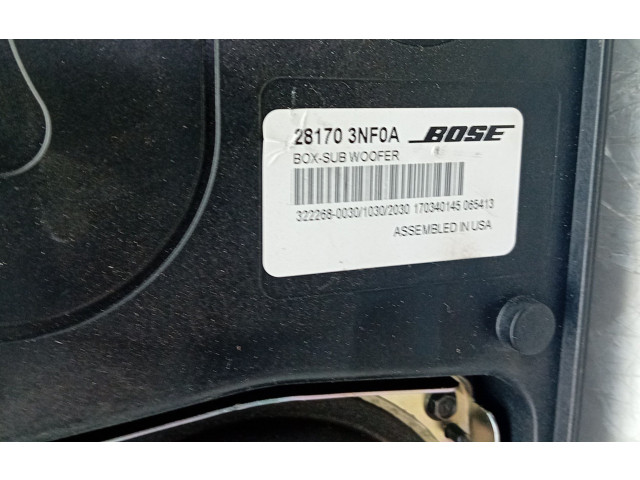 28170 3NF0A BOSE
BOX-SUB WOOFER
322268-0030/1030/2030 170340145 065413
ASSEMBLED IN USA